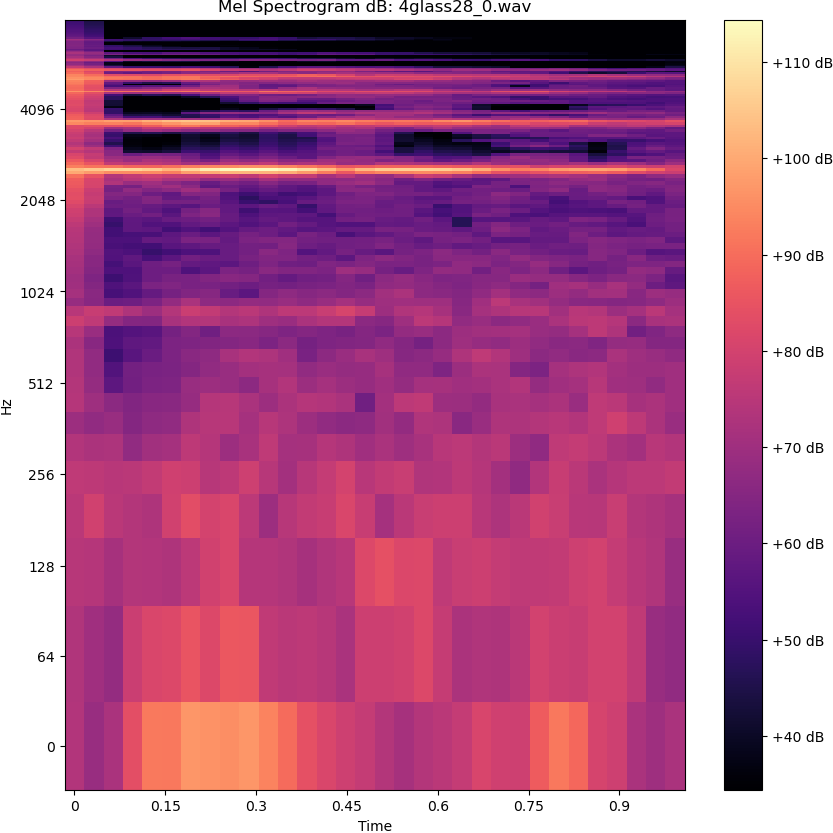 Mel Spectrogram dB: 4glass28_0.wav
+110 dB
4096
+100 dB
2048
+90 dB
1024
+80 dB
512
Hz
+70 dB
256
+60 dB
128
+50 dB
64
+40 dB
0
0 0.15 0.3 0.45 0.6 0.75 0.9
Time